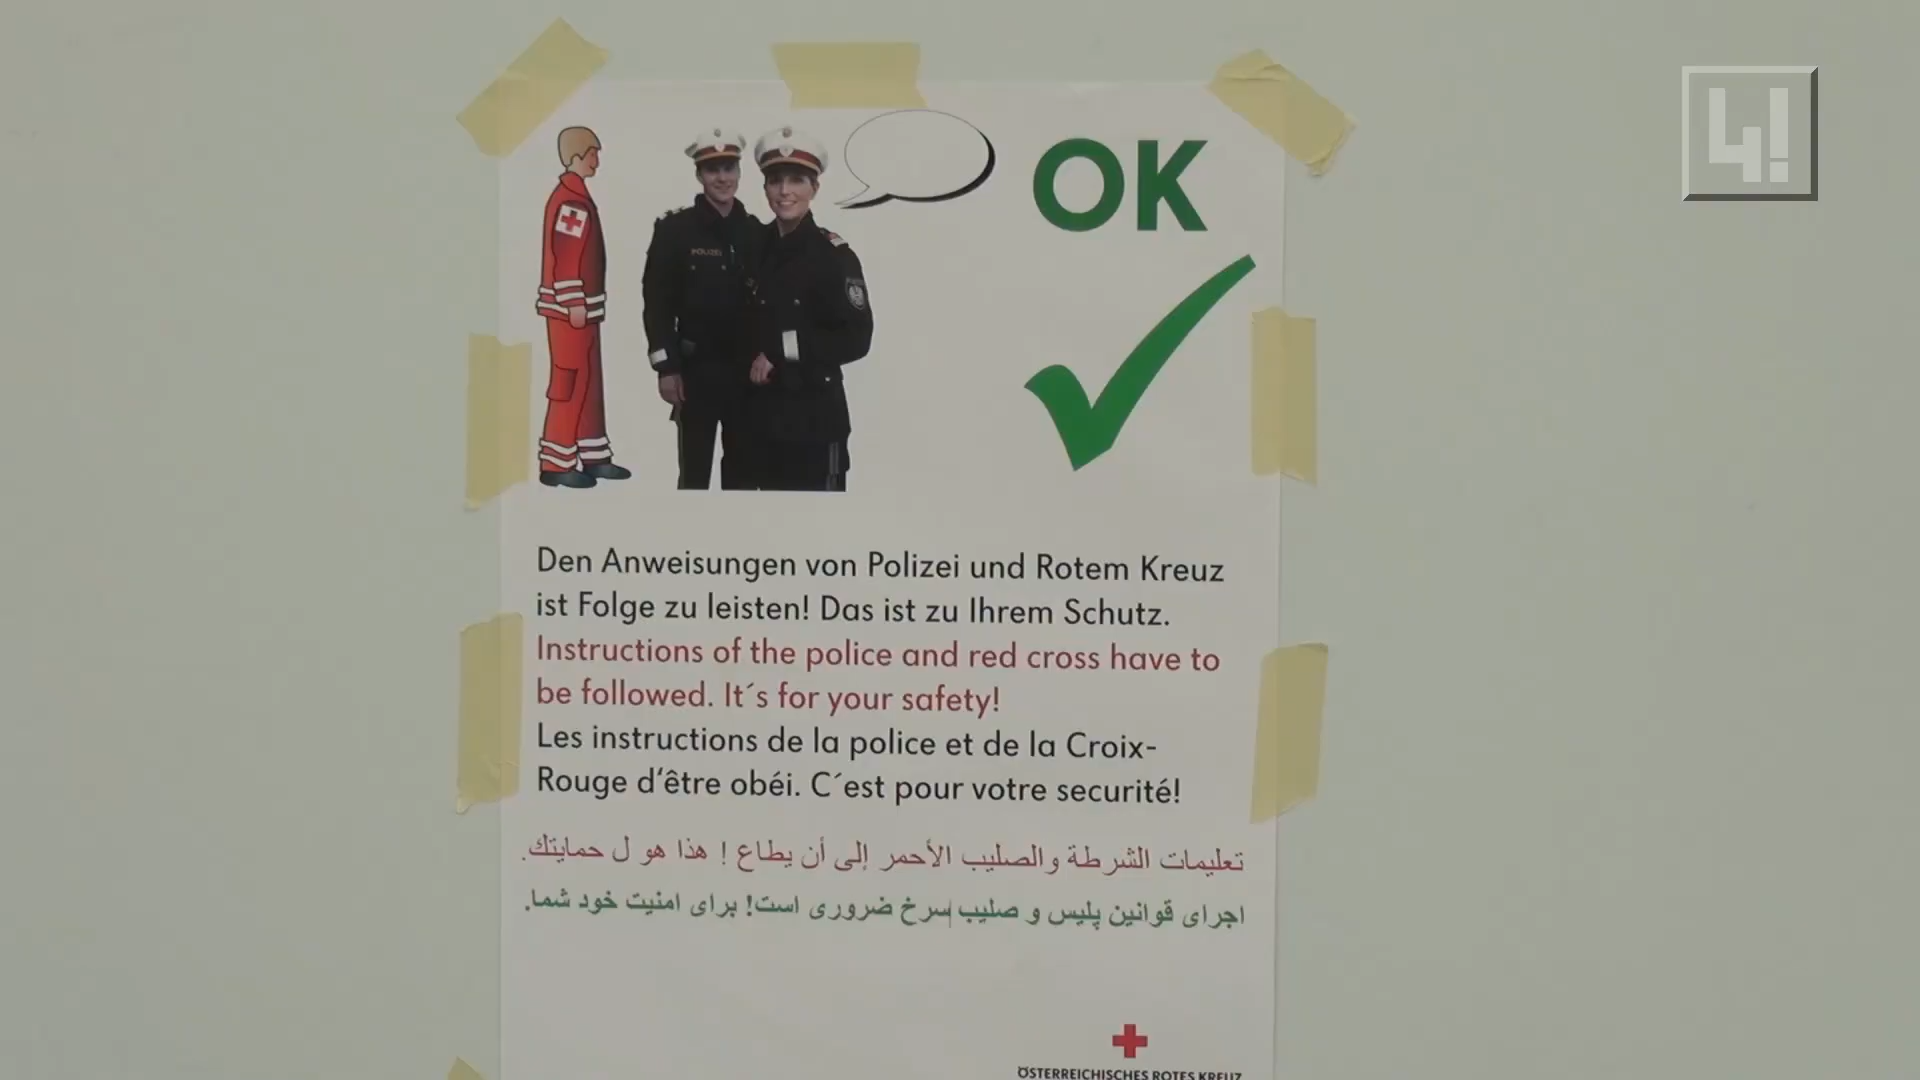 4!
OK
POLIZEI
Den Anweisungen von Polizei und Rotem Kreuz
ist Folge zu leisten! Das ist zu Ihrem Schutz.
Instructions of the police and red cross have to
be followed. It´s for your safety!
Les instructions de la police et de la Croix-
Rouge d‘être obéi. C´est pour votre securité!
تعليمات الشرطة والصليب الأحمر إلى أن يطاع ! هذا هو ل حمايتك.
اجرای قوانین پلیس و صلیب سرخ ضروری است! برای امنیت خود شما.
ÖSTERREICHISCHES ROTES KREUZ